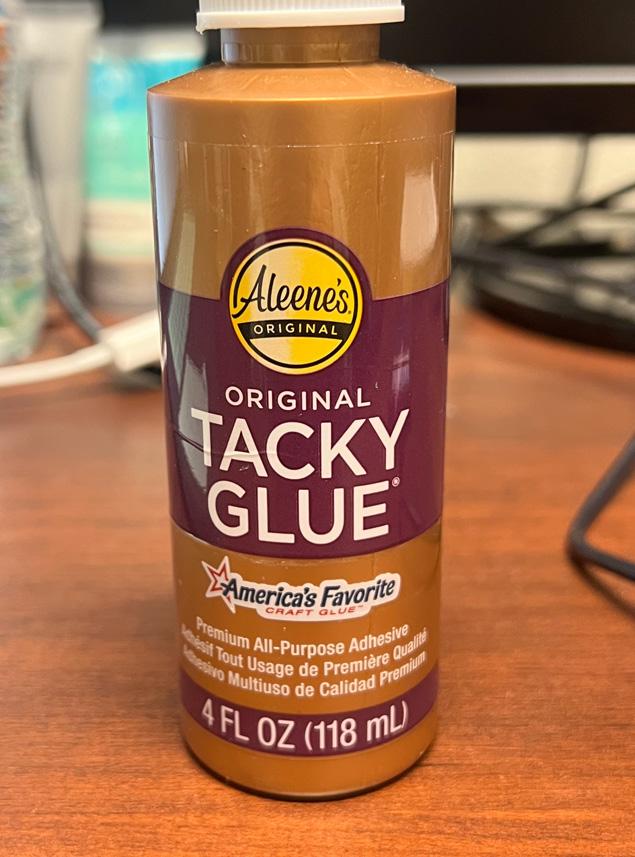 Aleene's®
ORIGINAL
ORIGINAL
TACKY
GLUE®
America's Favorite
CRAFT GLUE™
Premium All-Purpose Adhesive
Adhésif Tout Usage de Première Qualité
Adhesivo Multiuso de Calidad Premium
4 FL OZ (118 mL)